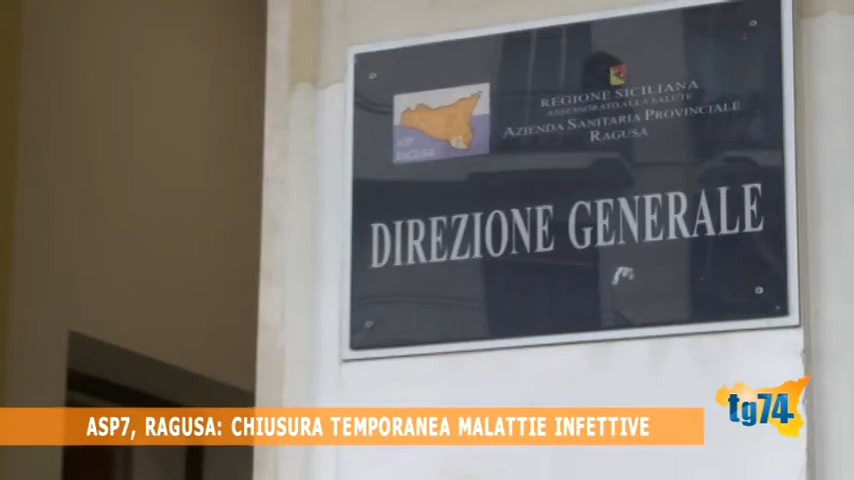 REGIONE SICILIANA
ASSESSORATO ALLA SALUTE
AZIENDA SANITARIA PROVINCIALE
RAGUSA
ASP
RAGUSA
DIREZIONE GENERALE
tg74
ASP7, RAGUSA: CHIUSURA TEMPORANEA MALATTIE INFETTIVE